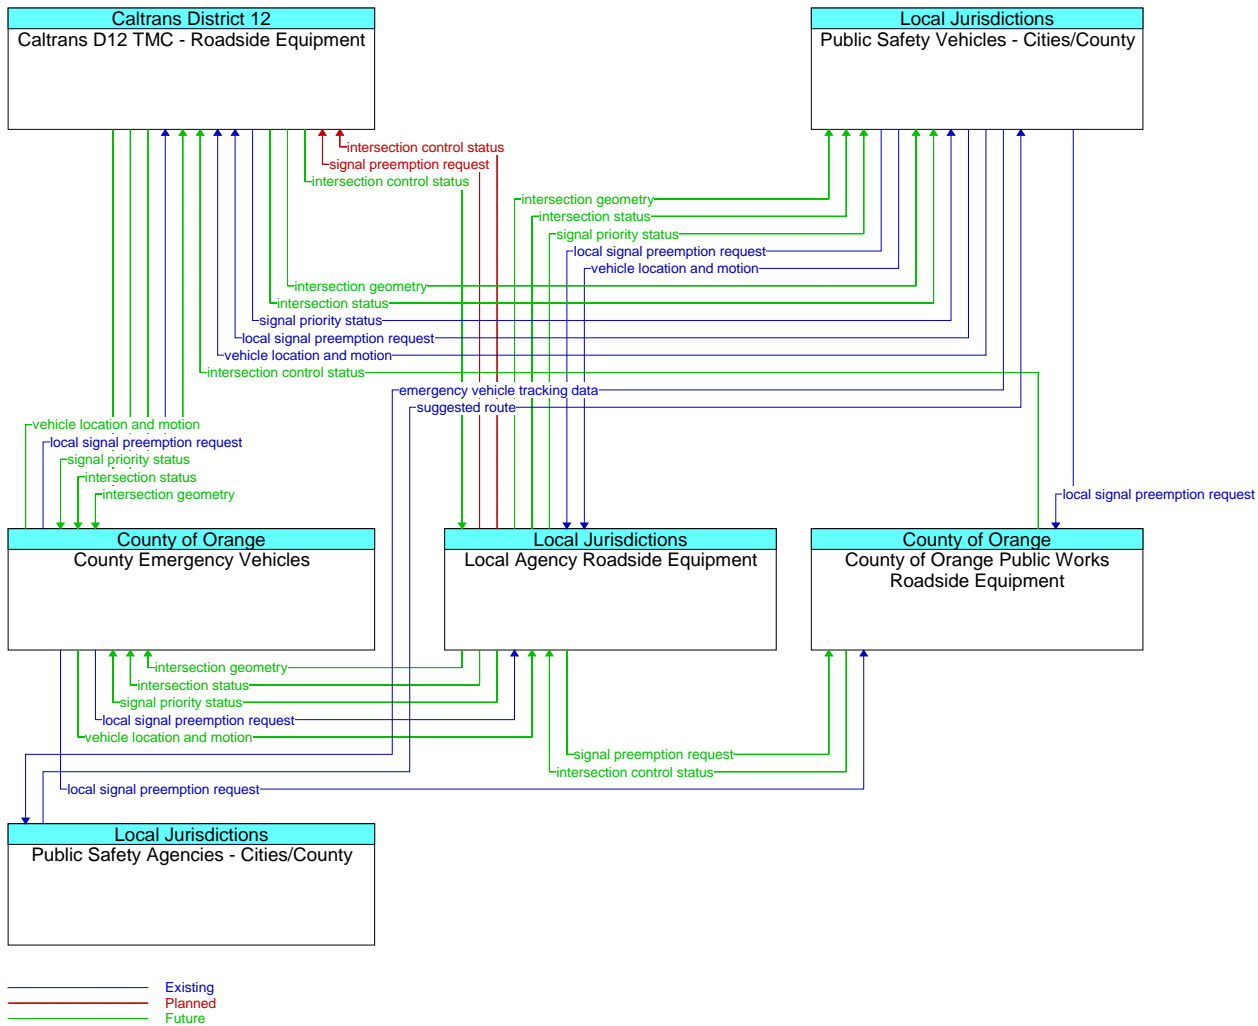 Caltrans District 12
Caltrans D12 TMC - Roadside Equipment
Local Jurisdictions
Public Safety Vehicles - Cities/County
intersection control status
signal preemption request
intersection control status
intersection geometry
intersection status
signal priority status
local signal preemption request
vehicle location and motion
intersection geometry
intersection status
signal priority status
local signal preemption request
vehicle location and motion
intersection control status
emergency vehicle tracking data
suggested route
vehicle location and motion
local signal preemption request
signal priority status
intersection status
intersection geometry
local signal preemption request
County of Orange
County Emergency Vehicles
Local Jurisdictions
Local Agency Roadside Equipment
County of Orange
County of Orange Public Works
Roadside Equipment
intersection geometry
intersection status
signal priority status
local signal preemption request
vehicle location and motion
signal preemption request
intersection control status
local signal preemption request
Local Jurisdictions
Public Safety Agencies - Cities/County
Existing
Planned
Future